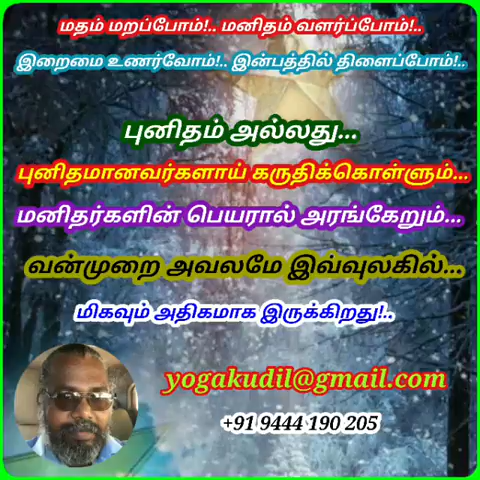 மதம் மறப்போம்!.. மனிதம் வளர்ப்போம்!..
இறைமை உணர்வோம்!.. இன்பத்தில் திளைப்போம்!..
புனிதம் அல்லது...
புனிதமானவர்களாய் கருதிக்கொள்ளும்...
மனிதர்களின் பெயரால் அரங்கேறும்...
வன்முறை அவலமே இவ்வுலகில்...
மிகவும் அதிகமாக இருக்கிறது!..
yogakudil@gmail.com
+91 9444 190 205